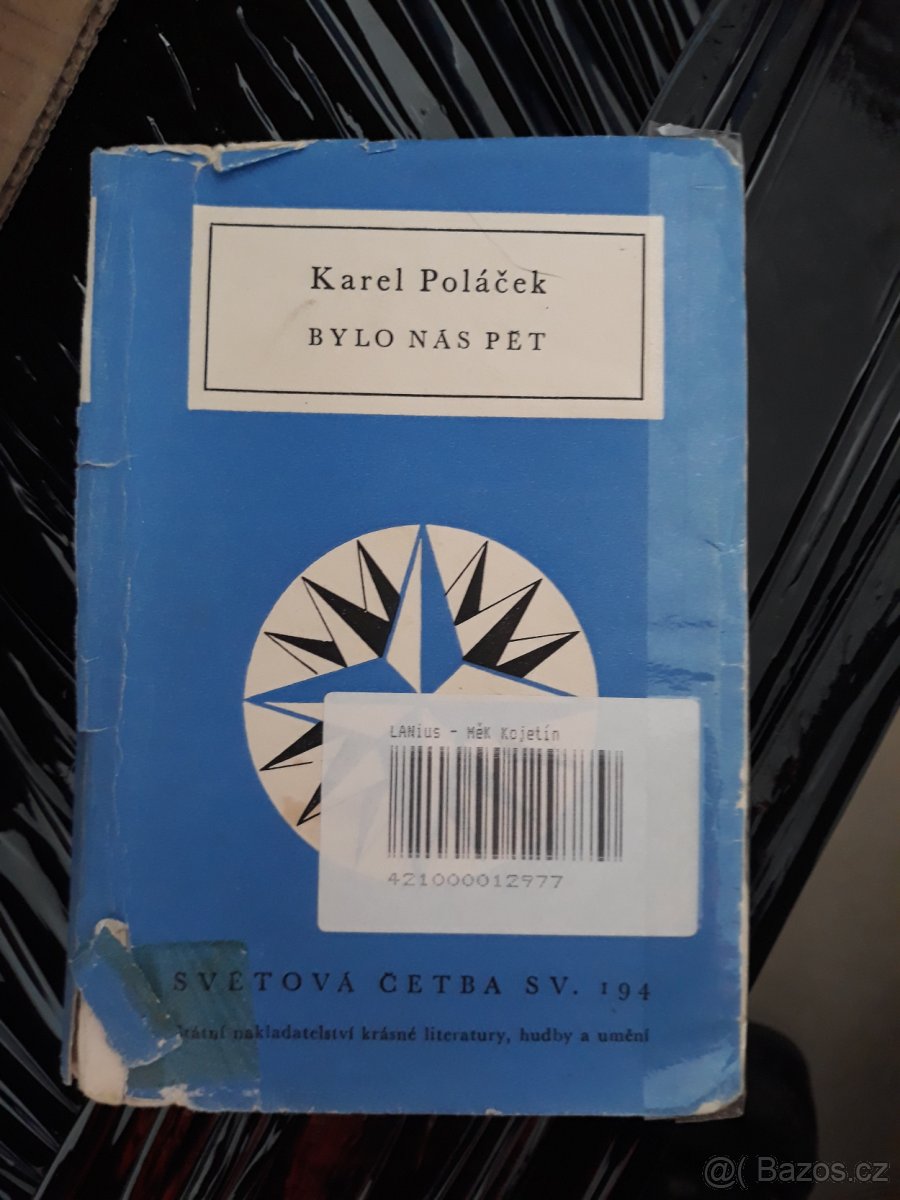 Karel Poláček
BYLO NÁS PĚT
LANius - MěK Kojetín
421000012977
SVĚTOVÁ ČETBA SV. 194
Státní nakladatelství krásné literatury, hudby a umění
@( Bazos.cz